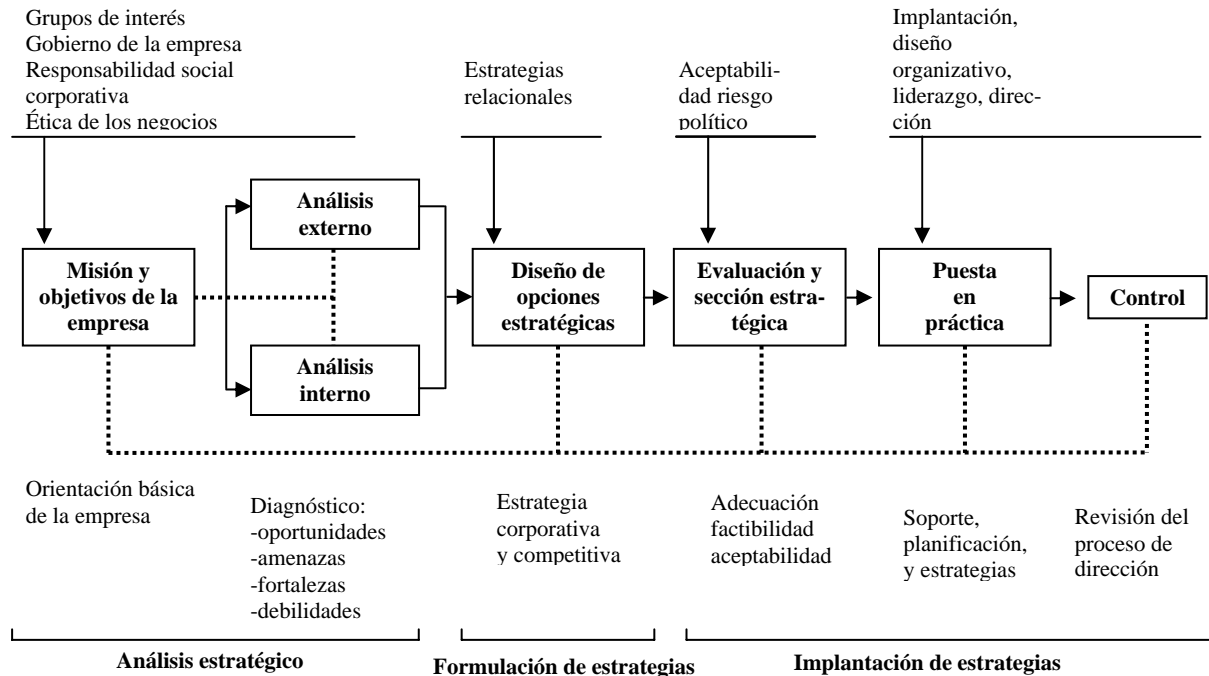 Grupos de interés
Gobierno de la empresa
Responsabilidad social
corporativa
Ética de los negocios
Estrategias
relacionales
Aceptabili-
dad riesgo
político
Implantación,
diseño
organizativo,
liderazgo, direc-
ción
Misión y
objetivos de la
empresa
Análisis
externo
Análisis
interno
Diseño de
opciones
estratégicas
Evaluación y
sección estra-
tégica
Puesta
en
práctica
Control
Orientación básica
de la empresa
Diagnóstico:
-oportunidades
-amenazas
-fortalezas
-debilidades
Estrategia
corporativa
y competitiva
Adecuación
factibilidad
aceptabilidad
Soporte,
planificación,
y estrategias
Revisión del
proceso de
dirección
Análisis estratégico
Formulación de estrategias
Implantación de estrategias